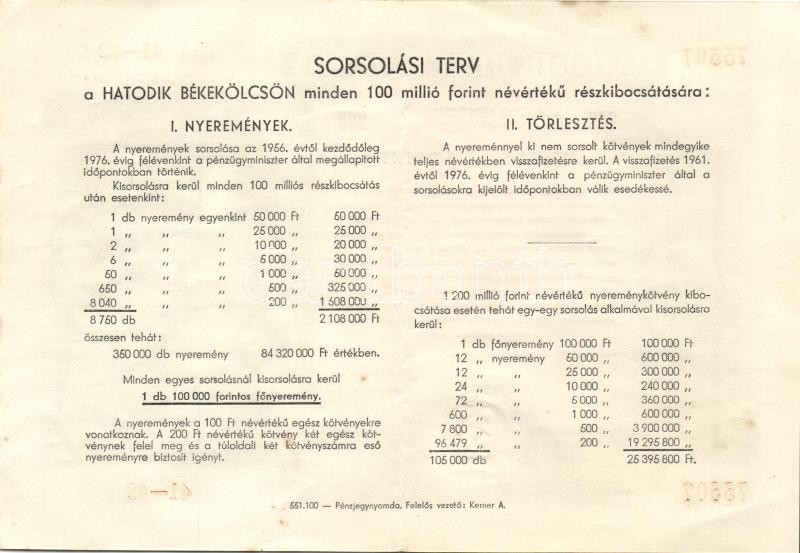 SORSOLÁSI TERV
a HATODIK BÉKEKÖLCSÖN minden 100 millió forint névértékű részkibocsátására:
I. NYEREMÉNYEK.
A nyeremények sorsolása az 1956. évtől kezdődőleg
1976. évig félévenkint a pénzügyminiszter által megállapított
időpontokban történik.
Kisorsolásra kerül minden 100 milliós részkibocsátás
után esetenkint:
1 db nyeremény egyenkint 50 000 Ft 50 000 Ft
1 „ „ „ 25 000 „ 25 000 „
2 „ „ „ 10 000 „ 20 000 „
6 „ „ „ 5 000 „ 30 000 „
50 „ „ „ 1 000 „ 50 000 „
650 „ „ „ 500 „ 325 000 „
8 040 „ „ „ 200 „ 1 608 000 „
8 750 db 2 108 000 Ft
összesen tehát:
350 000 db nyeremény 84 320 000 Ft értékben.
Minden egyes sorsolásnál kisorsolásra kerül
1 db 100 000 forintos főnyeremény.
A nyeremények a 100 Ft névértékű egész kötvényekre
vonatkoznak. A 200 Ft névértékű kötvény két egész köt-
vénynek felel meg és a túloldali két kötvényszámra eső
nyereményre biztosít igényt.
II. TÖRLESZTÉS.
A nyereménnyel ki nem sorsolt kötvények mindegyike
teljes névértékben visszafizetésre kerül. A visszafizetés 1961.
évtől 1976. évig félévenkint a pénzügyminiszter által a
sorsolásokra kijelölt időpontokban válik esedékessé.
1 200 millió forint névértékű nyereménykötvény kibo-
csátása esetén tehát egy-egy sorsolás alkalmával kisorsolásra
kerül:
1 db főnyeremény 100 000 Ft 100 000 Ft
12 „ nyeremény 50 000 „ 600 000 „
12 „ „ 25 000 „ 300 000 „
24 „ „ 10 000 „ 240 000 „
72 „ „ 5 000 „ 360 000 „
600 „ „ 1 000 „ 600 000 „
7 800 „ „ 500 „ 3 900 000 „
96 479 „ „ 200 „ 19 295 800 „
105 000 db 25 395 800 Ft.
551.100 — Pénzjegynyomda. Felelős vezető: Kerner A.